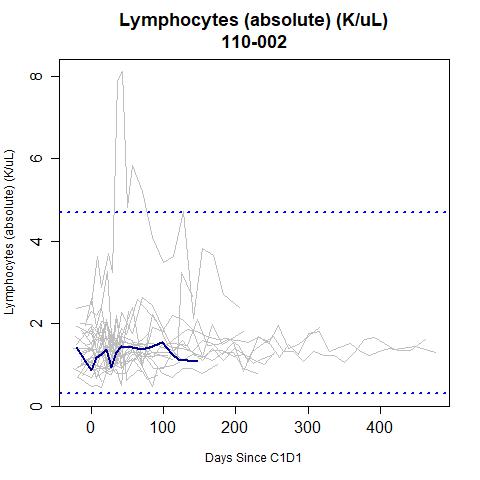 Lymphocytes (absolute) (K/uL)
110-002
Lymphocytes (absolute) (K/uL)
8
6
4
2
0
0 100 200 300 400
Days Since C1D1